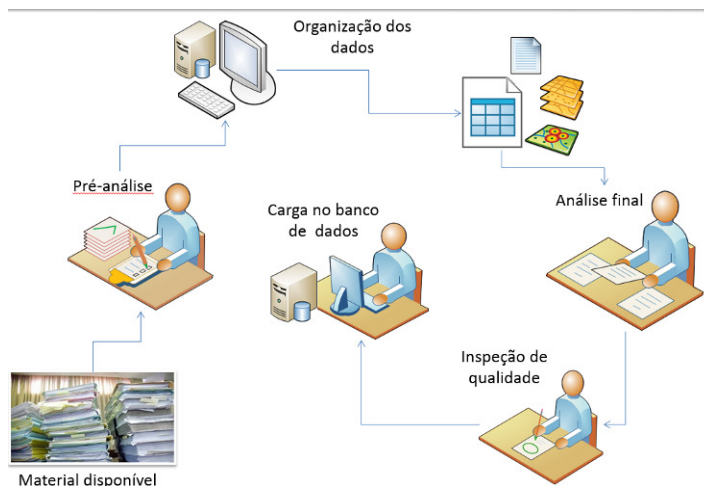 Organização dos
dados
Pré-análise
Carga no banco
de dados
Análise final
Inspeção de
qualidade
Material disponível